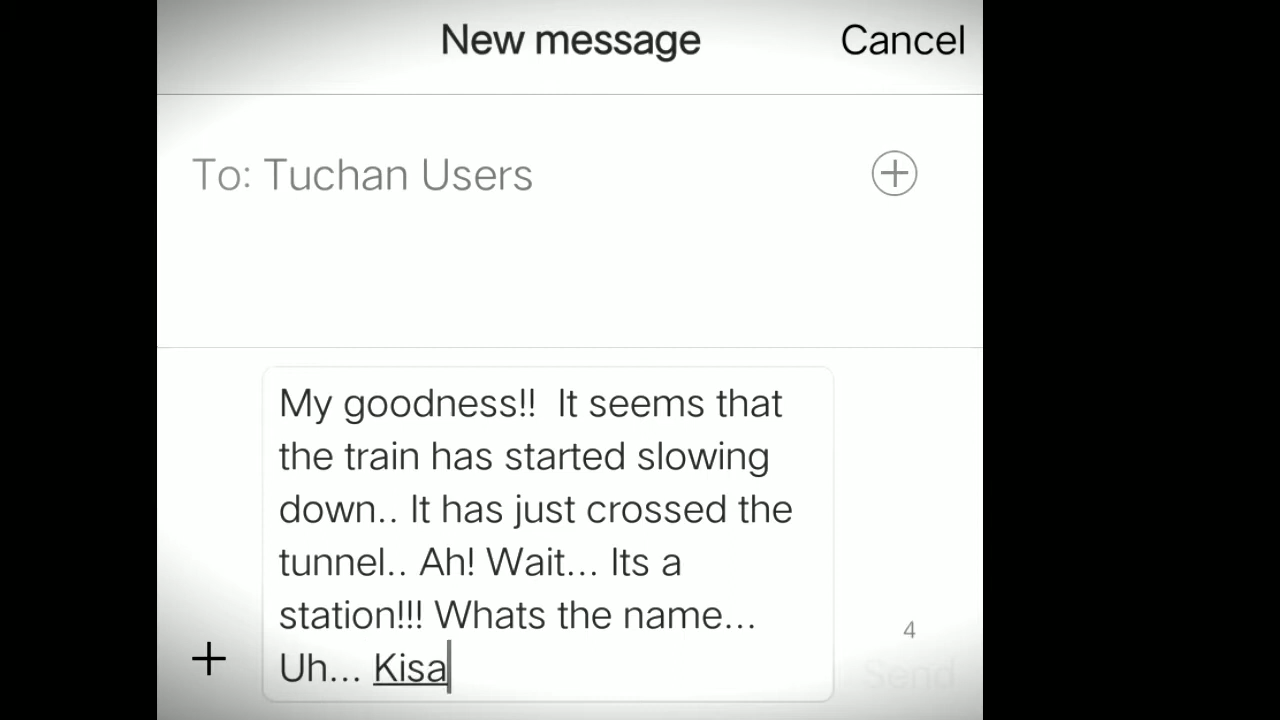 New message Cancel
To: Tuchan Users
My goodness!!  It seems that
the train has started slowing
down.. It has just crossed the
tunnel.. Ah! Wait... Its a
station!!! Whats the name...
Uh... Kisa
4
Send